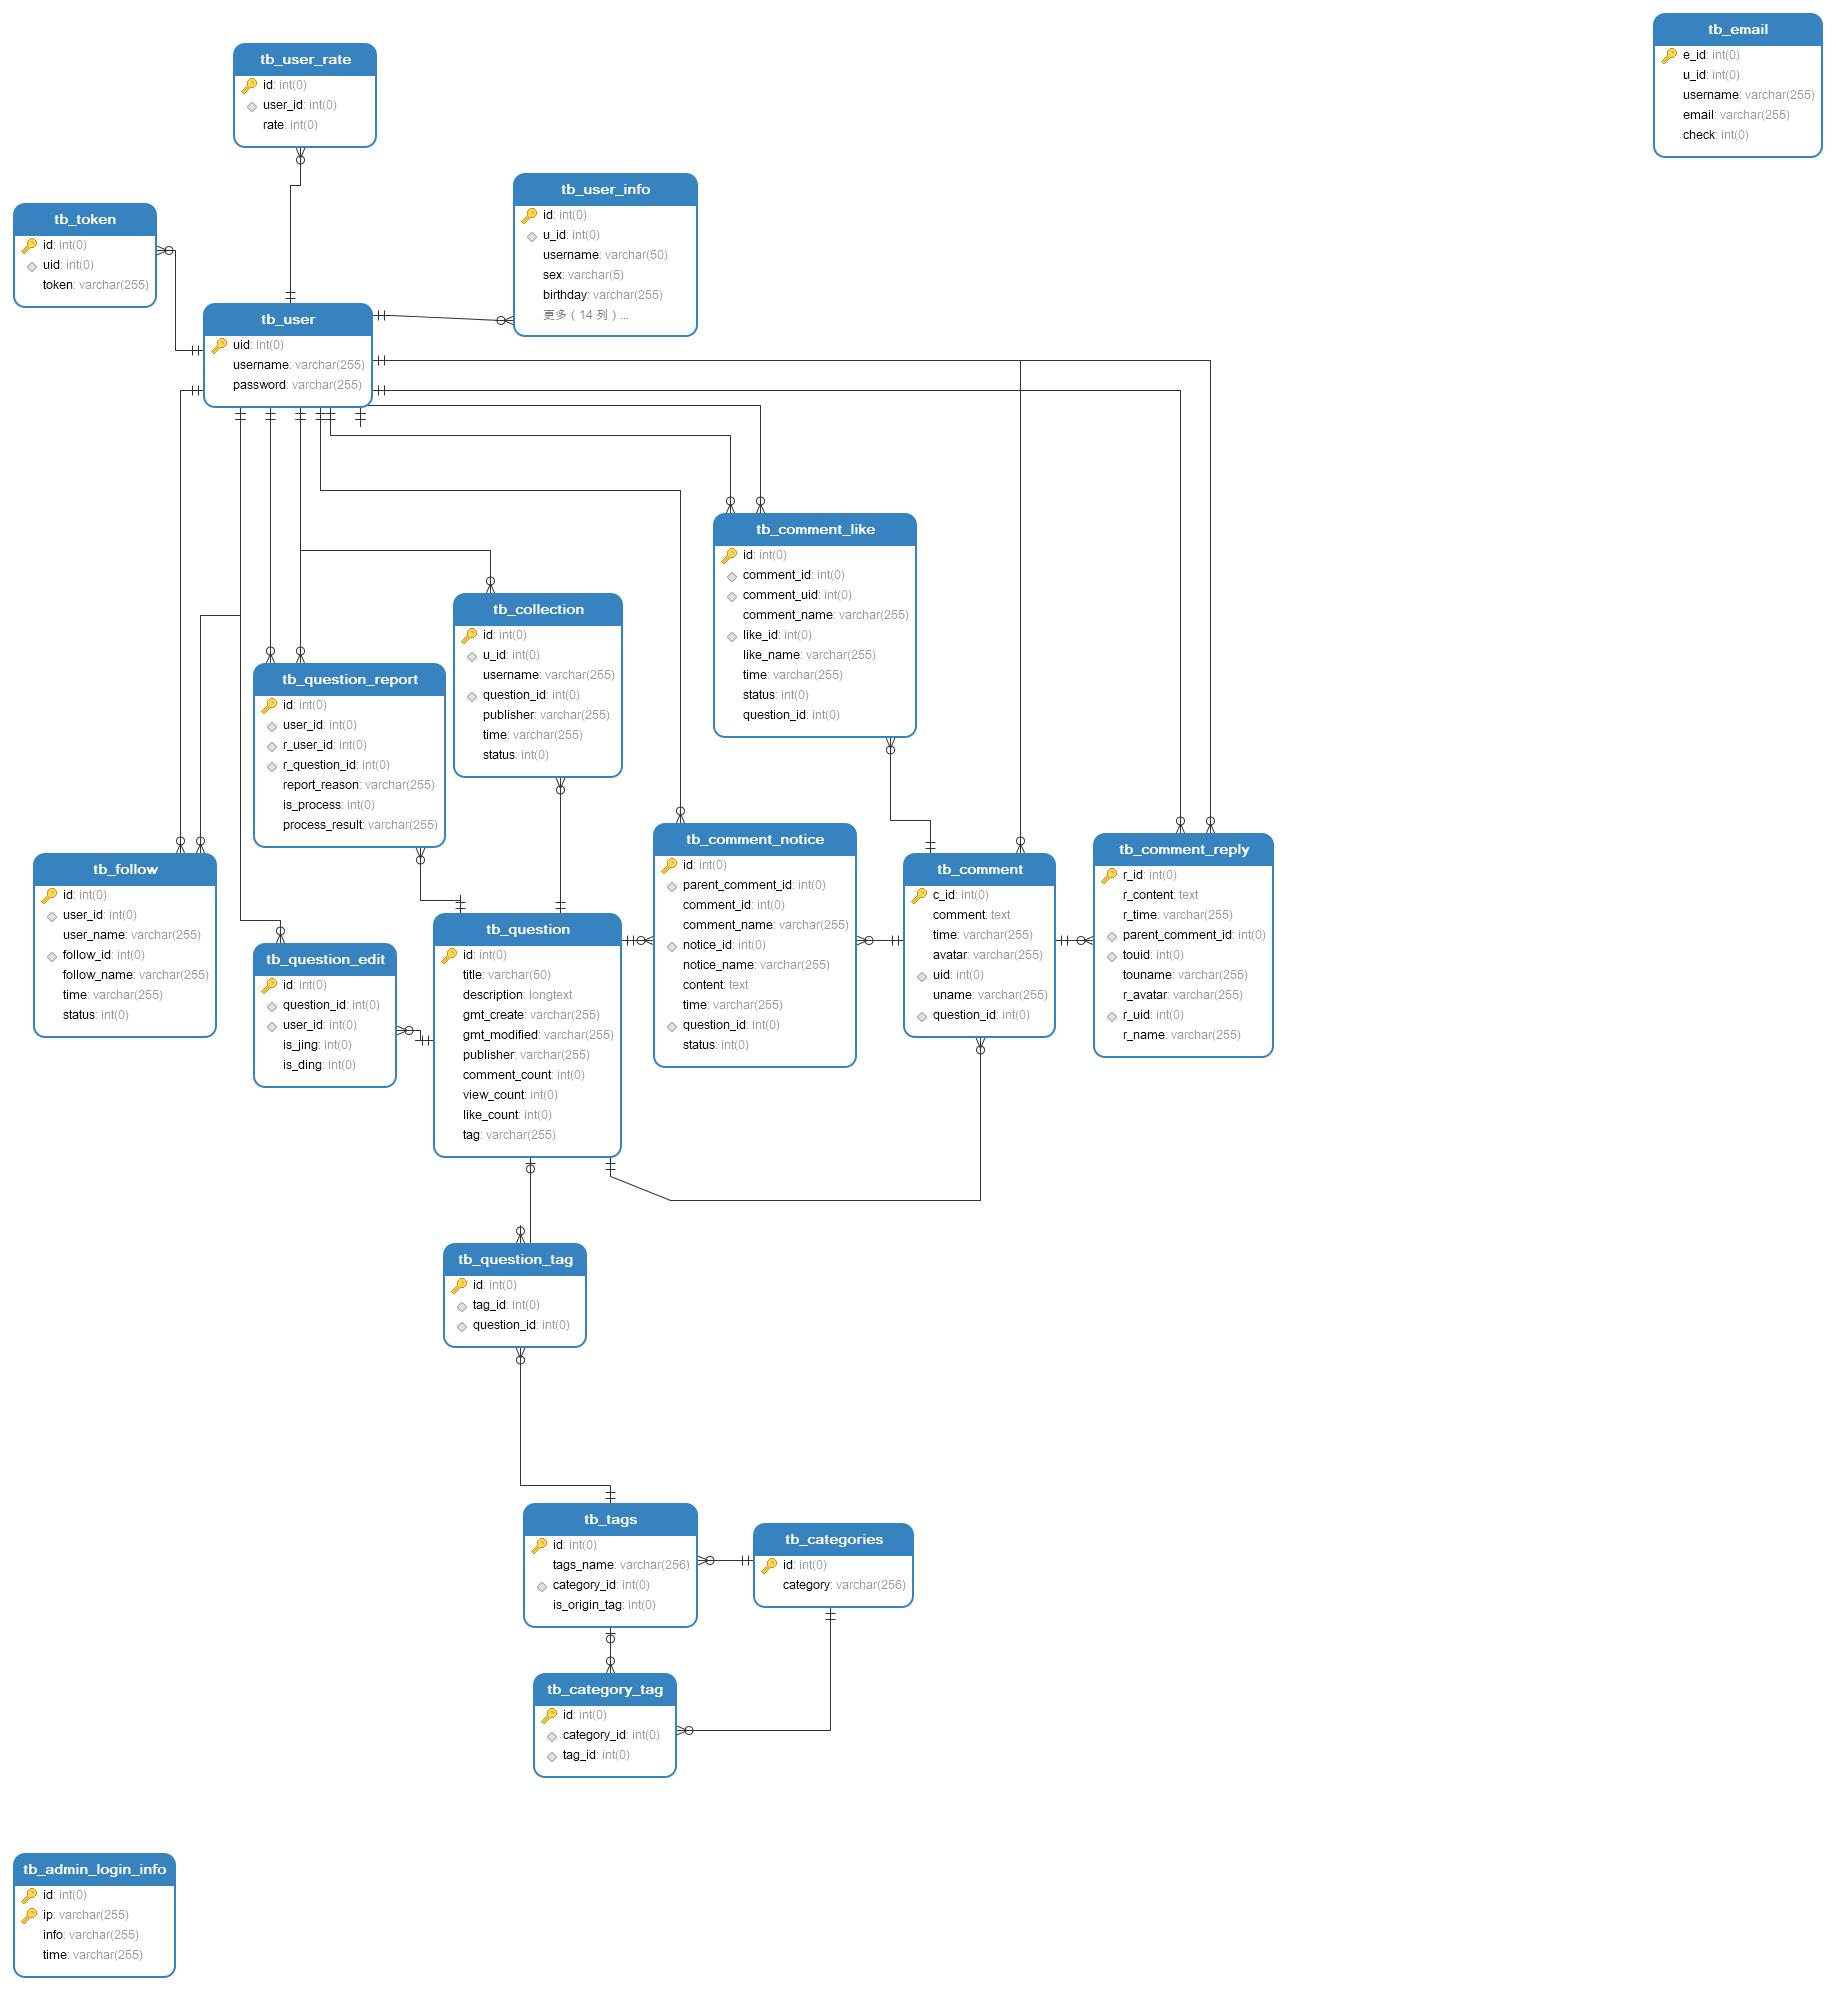 tb_email
e_id: int(0)
u_id: int(0)
username: varchar(255)
email: varchar(255)
check: int(0)
tb_user_rate
id: int(0)
user_id: int(0)
rate: int(0)
tb_user_info
id: int(0)
u_id: int(0)
username: varchar(50)
sex: varchar(5)
birthday: varchar(255)
更多（14 列）...
tb_token
id: int(0)
uid: int(0)
token: varchar(255)
tb_user
uid: int(0)
username: varchar(255)
password: varchar(255)
tb_comment_like
id: int(0)
comment_id: int(0)
comment_uid: int(0)
comment_name: varchar(255)
like_id: int(0)
like_name: varchar(255)
time: varchar(255)
status: int(0)
question_id: int(0)
tb_collection
id: int(0)
u_id: int(0)
username: varchar(255)
question_id: int(0)
publisher: varchar(255)
time: varchar(255)
status: int(0)
tb_question_report
id: int(0)
user_id: int(0)
r_user_id: int(0)
r_question_id: int(0)
report_reason: varchar(255)
is_process: int(0)
process_result: varchar(255)
tb_follow
id: int(0)
user_id: int(0)
user_name: varchar(255)
follow_id: int(0)
follow_name: varchar(255)
time: varchar(255)
status: int(0)
tb_question_edit
id: int(0)
question_id: int(0)
user_id: int(0)
is_jing: int(0)
is_ding: int(0)
tb_question
id: int(0)
title: varchar(50)
description: longtext
gmt_create: varchar(255)
gmt_modified: varchar(255)
publisher: varchar(255)
comment_count: int(0)
view_count: int(0)
like_count: int(0)
tag: varchar(255)
tb_comment_notice
id: int(0)
parent_comment_id: int(0)
comment_id: int(0)
comment_name: varchar(255)
notice_id: int(0)
notice_name: varchar(255)
content: text
time: varchar(255)
question_id: int(0)
status: int(0)
tb_comment
c_id: int(0)
comment: text
time: varchar(255)
avatar: varchar(255)
uid: int(0)
uname: varchar(255)
question_id: int(0)
tb_comment_reply
r_id: int(0)
r_content: text
r_time: varchar(255)
parent_comment_id: int(0)
touid: int(0)
touname: varchar(255)
r_avatar: varchar(255)
r_uid: int(0)
r_name: varchar(255)
tb_question_tag
id: int(0)
tag_id: int(0)
question_id: int(0)
tb_tags
id: int(0)
tags_name: varchar(256)
category_id: int(0)
is_origin_tag: int(0)
tb_categories
id: int(0)
category: varchar(256)
tb_category_tag
id: int(0)
category_id: int(0)
tag_id: int(0)
tb_admin_login_info
id: int(0)
ip: varchar(255)
info: varchar(255)
time: varchar(255)